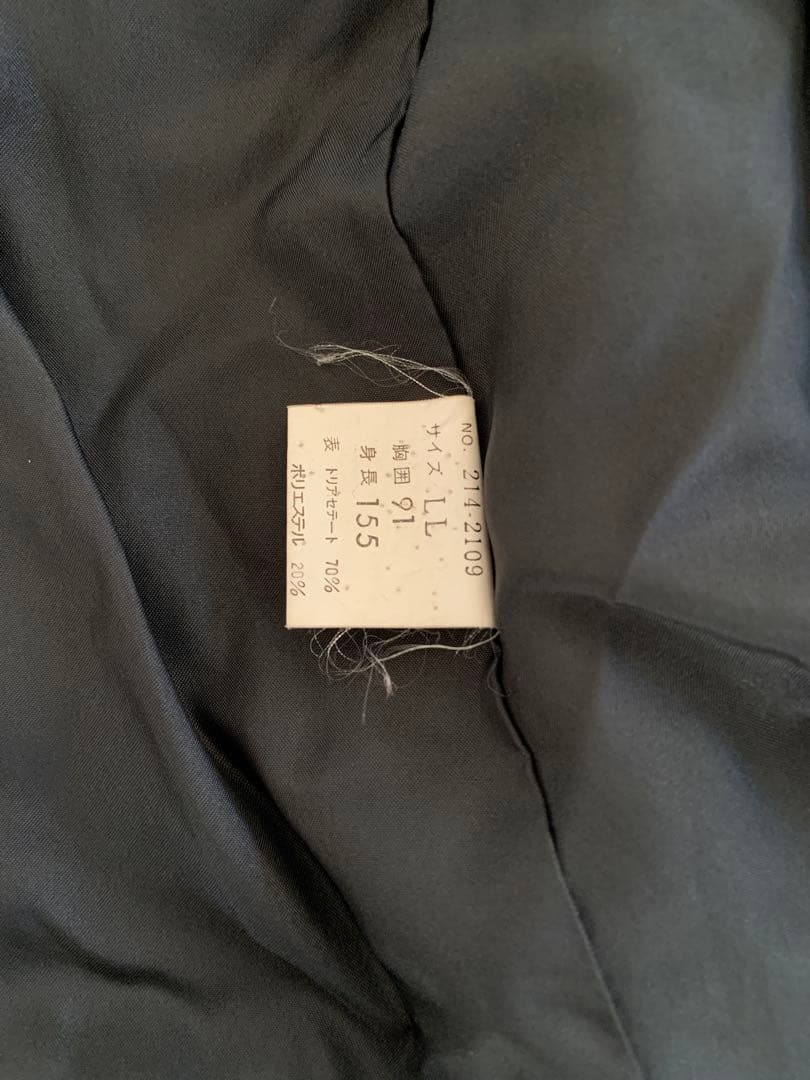 NO. 214-2109
サイズ LL
胸囲 91
身長 155
表 トリアセテート 70%
ポリエステル 20%